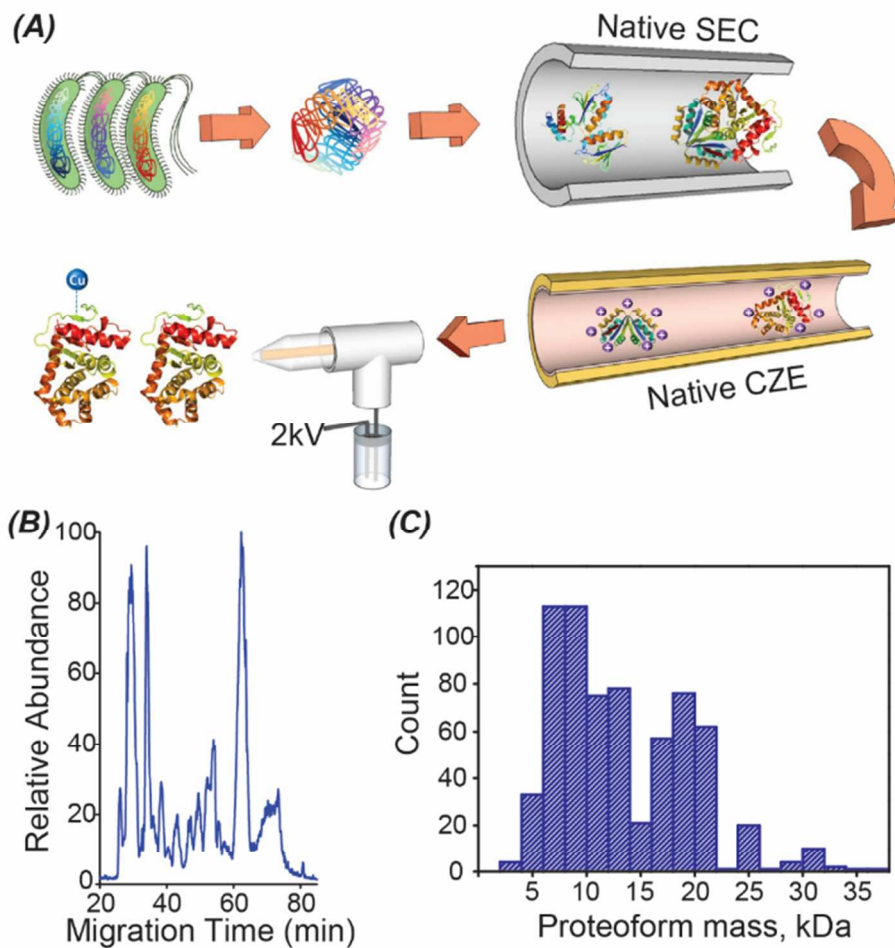 (A)
Native SEC
Cu
2kV
Native CZE
(B)
100
80
60
40
20
0
20 40 60 80
Relative Abundance
Migration Time (min)
(C)
120
100
80
60
40
20
0
5 10 15 20 25 30 35
Count
Proteoform mass, kDa